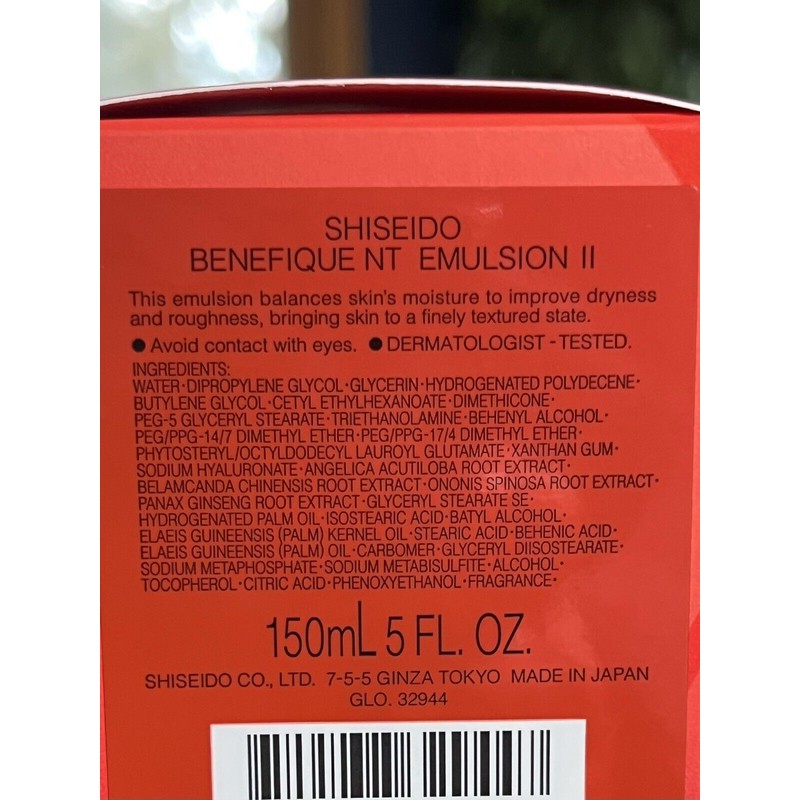 SHISEIDO
BENEFIQUE NT EMULSION II
This emulsion balances skin's moisture to improve dryness
and roughness, bringing skin to a finely textured state.
● Avoid contact with eyes. ● DERMATOLOGIST - TESTED.
INGREDIENTS:
WATER·DIPROPYLENE GLYCOL·GLYCERIN·HYDROGENATED POLYDECENE·
BUTYLENE GLYCOL·CETYL ETHYLHEXANOATE·DIMETHICONE·
PEG-5 GLYCERYL STEARATE·TRIETHANOLAMINE·BEHENYL ALCOHOL·
PEG/PPG-14/7 DIMETHYL ETHER·PEG/PPG-17/4 DIMETHYL ETHER·
PHYTOSTERYL/OCTYLDODECYL LAUROYL GLUTAMATE·XANTHAN GUM·
SODIUM HYALURONATE·ANGELICA ACUTILOBA ROOT EXTRACT·
BELAMCANDA CHINENSIS ROOT EXTRACT·ONONIS SPINOSA ROOT EXTRACT·
PANAX GINSENG ROOT EXTRACT·GLYCERYL STEARATE SE·
HYDROGENATED PALM OIL·ISOSTEARIC ACID·BATYL ALCOHOL·
ELAEIS GUINEENSIS (PALM) KERNEL OIL·STEARIC ACID·BEHENIC ACID·
ELAEIS GUINEENSIS (PALM) OIL·CARBOMER·GLYCERYL DIISOSTEARATE·
SODIUM METAPHOSPHATE·SODIUM METABISULFITE·ALCOHOL·
TOCOPHEROL·CITRIC ACID·PHENOXYETHANOL·FRAGRANCE·
150mL 5 FL. OZ.
SHISEIDO CO., LTD. 7-5-5 GINZA TOKYO MADE IN JAPAN
GLO. 32944